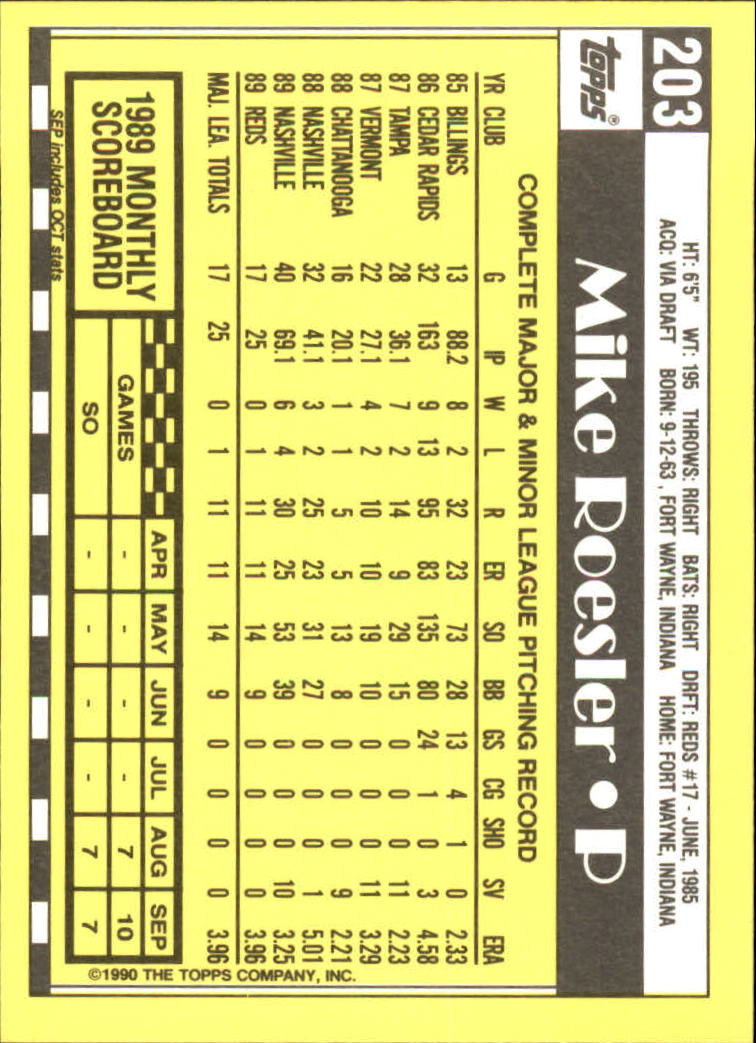 203
topps®
HT: 6'5" WT: 195 THROWS: RIGHT BATS: RIGHT DRFT: REDS #17 - JUNE, 1985
ACQ: VIA DRAFT BORN: 9-12-63, FORT WAYNE, INDIANA HOME: FORT WAYNE, INDIANA
Mike Roesler • P
COMPLETE MAJOR & MINOR LEAGUE PITCHING RECORD
YR CLUB G IP W L R ER SO BB GS CG SHO SV ERA
85 BILLINGS 13 88.2 8 2 32 23 73 28 13 4 1 0 2.33
86 CEDAR RAPIDS 32 163 9 13 95 83 135 80 24 1 0 3 4.58
87 TAMPA 28 36.1 7 2 14 9 29 15 0 0 0 11 2.23
87 VERMONT 22 27.1 4 2 10 10 19 10 0 0 0 11 3.29
88 CHATTANOOGA 16 20.1 1 1 5 5 13 8 0 0 0 9 2.21
88 NASHVILLE 32 41.1 3 2 25 23 31 27 0 0 0 1 5.01
89 NASHVILLE 40 69.1 6 4 30 25 53 39 0 0 0 10 3.25
89 REDS 17 25 0 1 11 11 14 9 0 0 0 0 3.96
MAJ. LEA. TOTALS 17 25 0 1 11 11 14 9 0 0 0 0 3.96
1989 MONTHLY
SCOREBOARD
APR MAY JUN JUL AUG SEP
GAMES - - - - 7 10
SO - - - - 7 7
SEP includes OCT stats
©1990 THE TOPPS COMPANY, INC.